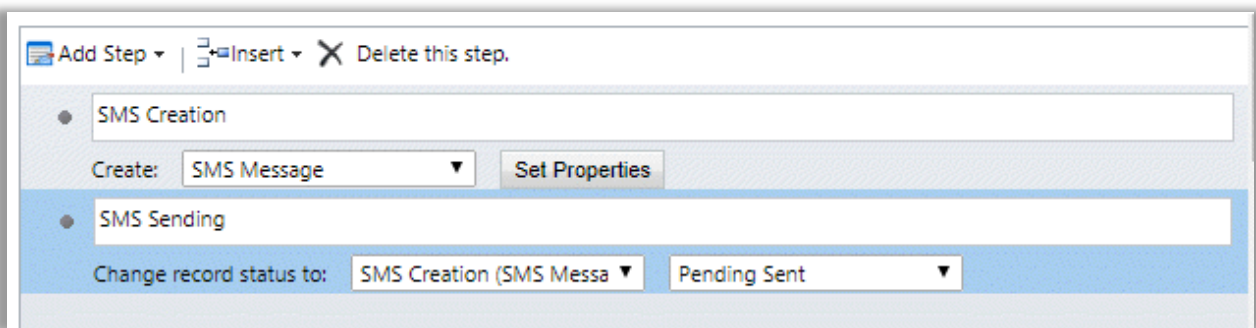 Add Step Insert Delete this step.
SMS Creation
Create: SMS Message Set Properties
SMS Sending
Change record status to: SMS Creation (SMS Messa Pending Sent